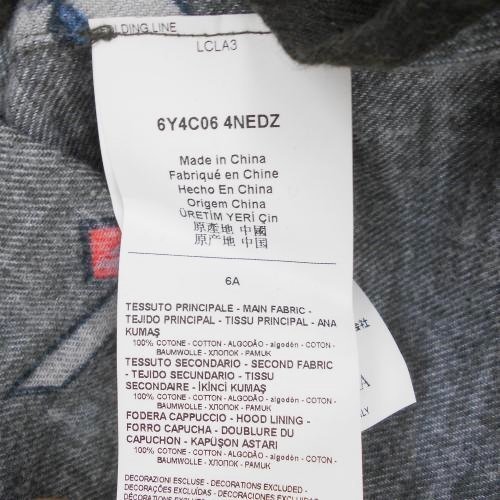 LDING LINE
LCLA3
6Y4C06 4NEDZ
Made in China
Fabriqué en Chine
Hecho En China
Origem China
ÜRETİM YERİ Çin
原產地 中國
原产地 中国
6A
TESSUTO PRINCIPALE - MAIN FABRIC -
TEJIDO PRINCIPAL - TISSU PRINCIPAL - ANA
KUMAŞ
100% COTONE - COTTON - ALGODÃO - algodón - COTON -
BAUMWOLLE - ХЛОПОК - PAMUK
TESSUTO SECONDARIO - SECOND FABRIC
- TEJIDO SECUNDARIO - TISSU
SECONDAIRE - İKİNCİ KUMAŞ
100% COTONE - COTTON - ALGODÃO - algodón - COTON -
BAUMWOLLE - ХЛОПОК - PAMUK
FODERA CAPPUCCIO - HOOD LINING -
FORRO CAPUCHA - DOUBLURE DU
CAPUCHON - KAPÜŞON ASTARI
100% COTONE - COTTON - ALGODÃO - algodón - COTON -
BAUMWOLLE - ХЛОПОК - PAMUK
DECORAZIONI ESCLUSE - DECORATIONS EXCLUDED -
DECORAÇÕES EXCLUÍDAS - DECORACIONES